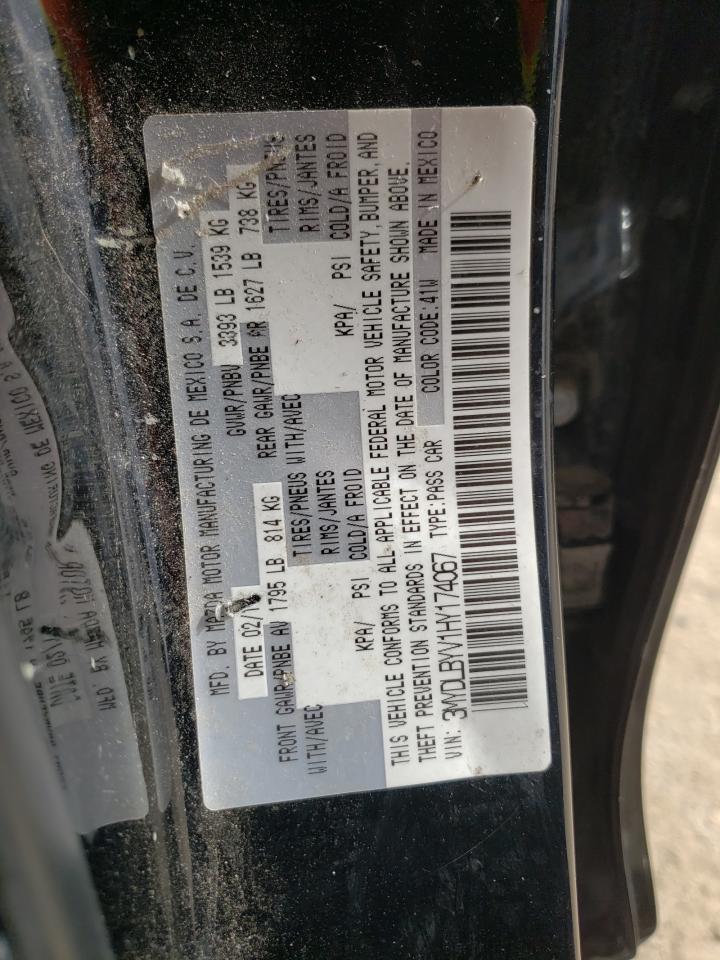 MFD. BY MAZDA MOTOR MANUFACTURING DE MEXICO S.A. DE C.V.
DATE 02/ GVWR/PNBV 3393 LB 1539 KG
FRONT GAWR/PNBE AV 1795 LB 814 KG REAR GAWR/PNBE AR 1627 LB 738 KG
WITH/AVEC TIRES/PNEUS WITH/AVEC TIRES/PNEUS
RIMS/JANTES RIMS/JANTES
KPA/ PSI COLD/A FROID KPA/ PSI COLD/A FROID
THIS VEHICLE CONFORMS TO ALL APPLICABLE FEDERAL MOTOR VEHICLE SAFETY, BUMPER, AND
THEFT PREVENTION STANDARDS IN EFFECT ON THE DATE OF MANUFACTURE SHOWN ABOVE.
VIN: 3MYDLBYV1HY174067 TYPE:PASS CAR COLOR CODE:41W MADE IN MEXICO